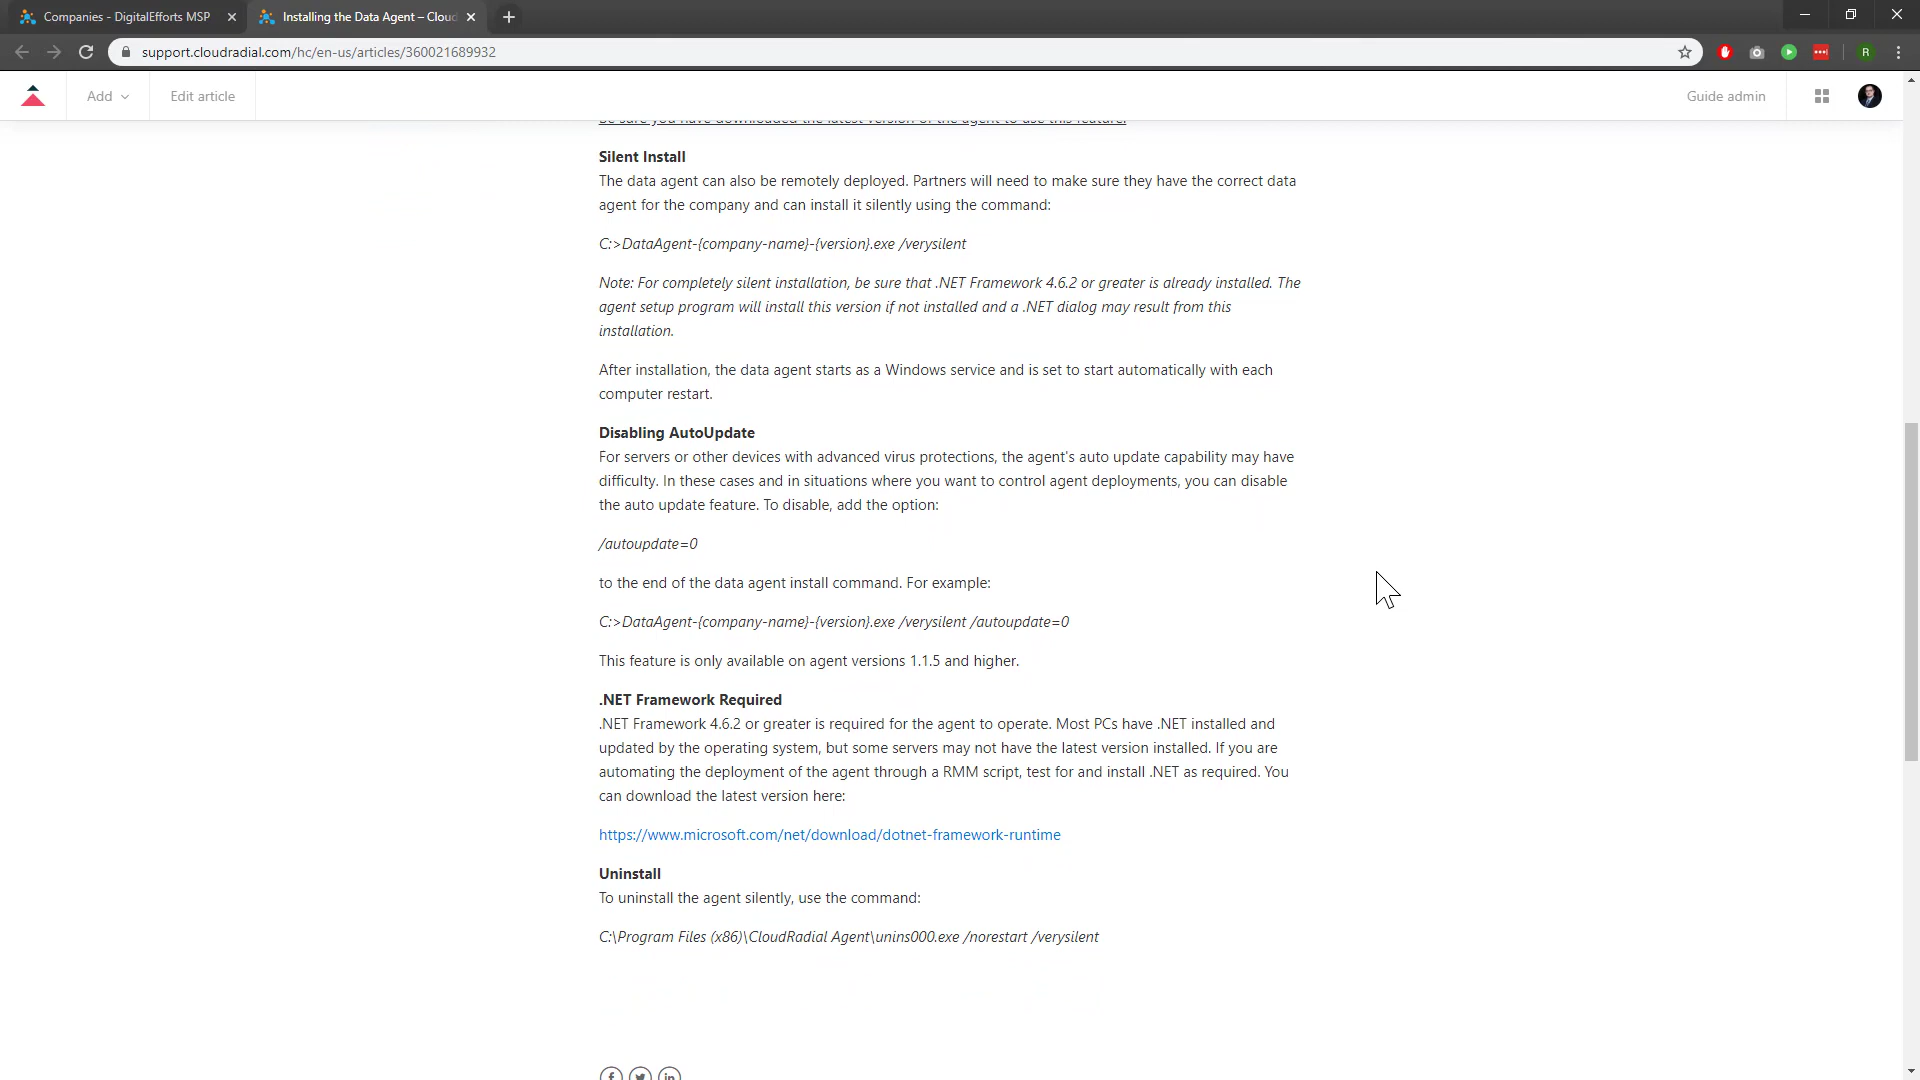 Companies - DigitalEfforts MSP
Installing the Data Agent – Cloud
support.cloudradial.com/hc/en-us/articles/360021689932
R
Add
Edit article
Guide admin
Be sure you have downloaded the latest version of the agent to use this feature.
Silent Install
The data agent can also be remotely deployed. Partners will need to make sure they have the correct data
agent for the company and can install it silently using the command:
C:>DataAgent-{company-name}-{version}.exe /verysilent
Note: For completely silent installation, be sure that .NET Framework 4.6.2 or greater is already installed. The
agent setup program will install this version if not installed and a .NET dialog may result from this
installation.
After installation, the data agent starts as a Windows service and is set to start automatically with each
computer restart.
Disabling AutoUpdate
For servers or other devices with advanced virus protections, the agent's auto update capability may have
difficulty. In these cases and in situations where you want to control agent deployments, you can disable
the auto update feature. To disable, add the option:
/autoupdate=0
to the end of the data agent install command. For example:
C:>DataAgent-{company-name}-{version}.exe /verysilent /autoupdate=0
This feature is only available on agent versions 1.1.5 and higher.
.NET Framework Required
.NET Framework 4.6.2 or greater is required for the agent to operate. Most PCs have .NET installed and
updated by the operating system, but some servers may not have the latest version installed. If you are
automating the deployment of the agent through a RMM script, test for and install .NET as required. You
can download the latest version here:
https://www.microsoft.com/net/download/dotnet-framework-runtime
Uninstall
To uninstall the agent silently, use the command:
C:\Program Files (x86)\CloudRadial Agent\unins000.exe /norestart /verysilent